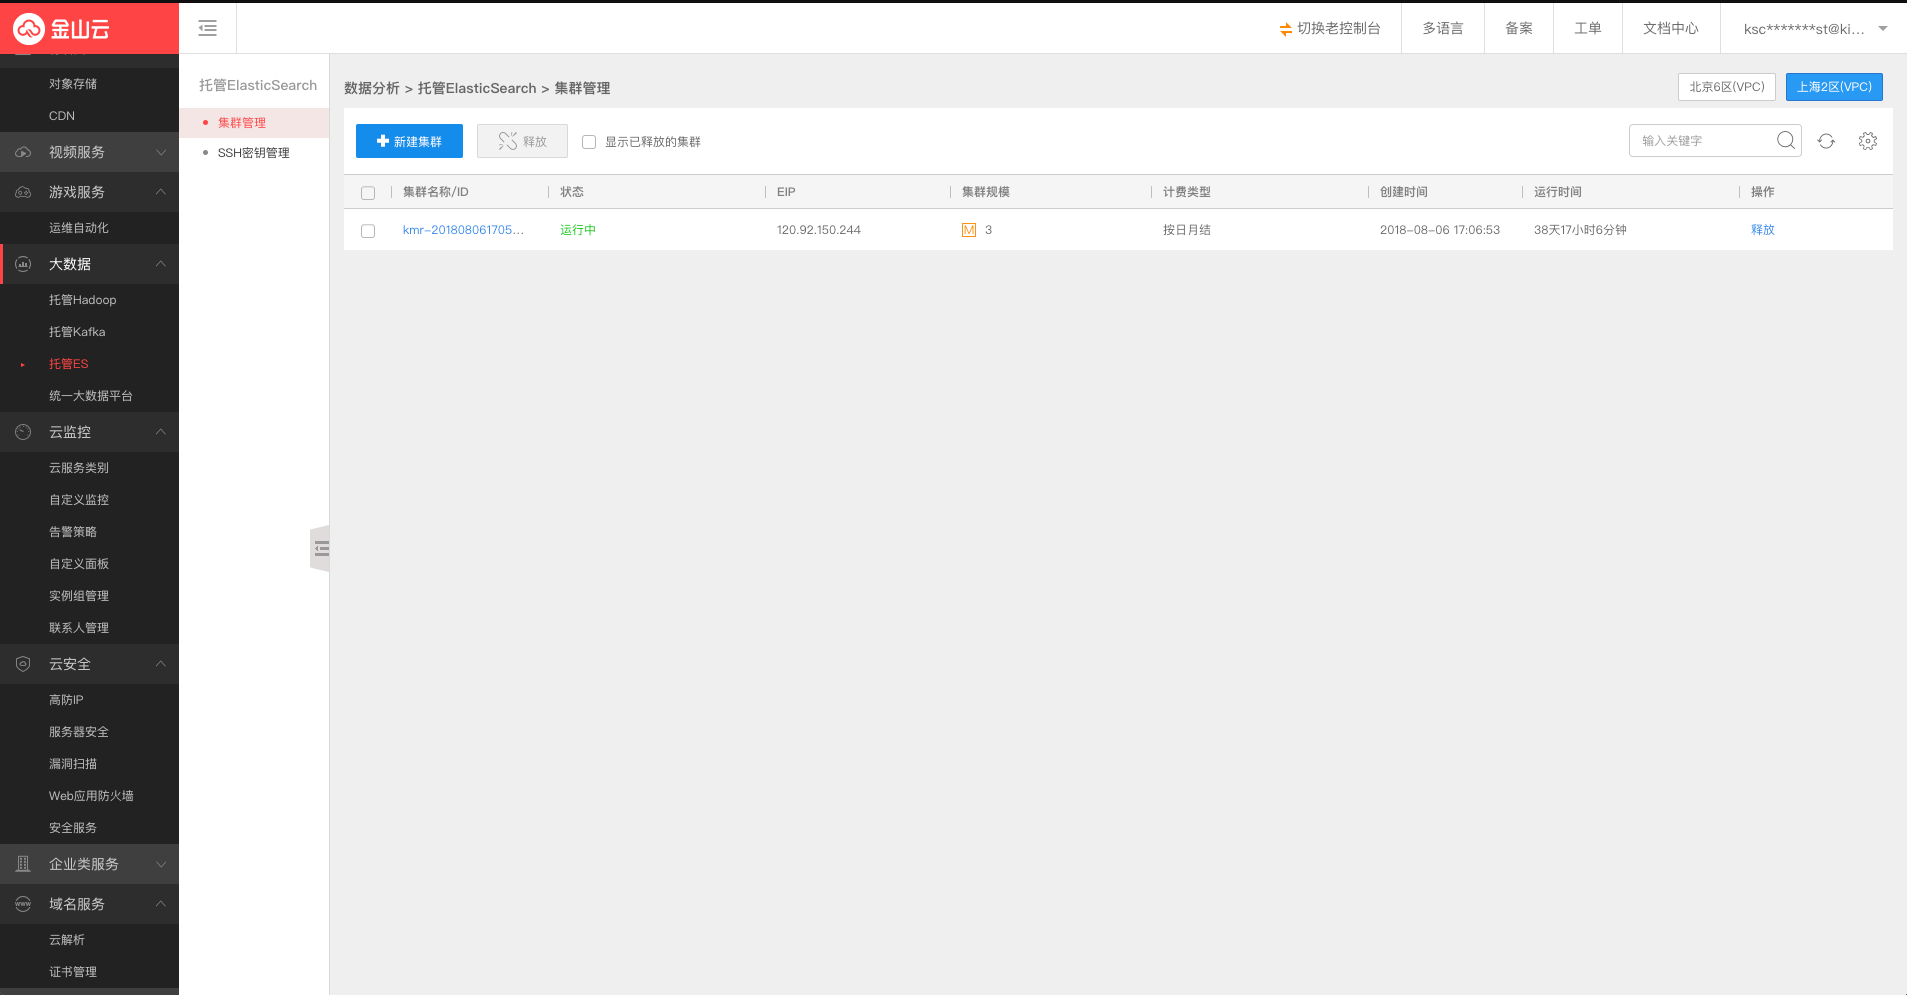 金山云
切换老控制台 多语言 备案 工单 文档中心 ksc*******st@ki...
对象存储
CDN
视频服务
游戏服务
运维自动化
大数据
托管Hadoop
托管Kafka
托管ES
统一大数据平台
云监控
云服务类别
自定义监控
告警策略
自定义面板
实例组管理
联系人管理
云安全
高防IP
服务器安全
漏洞扫描
Web应用防火墙
安全服务
企业类服务
域名服务
云解析
证书管理
托管ElasticSearch
集群管理
SSH密钥管理
数据分析 > 托管ElasticSearch > 集群管理 北京6区(VPC) 上海2区(VPC)
新建集群 释放 显示已释放的集群 输入关键字
集群名称/ID 状态 EIP 集群规模 计费类型 创建时间 运行时间 操作
kmr-201808061705... 运行中 120.92.150.244 M 3 按日月结 2018-08-06 17:06:53 38天17小时6分钟 释放